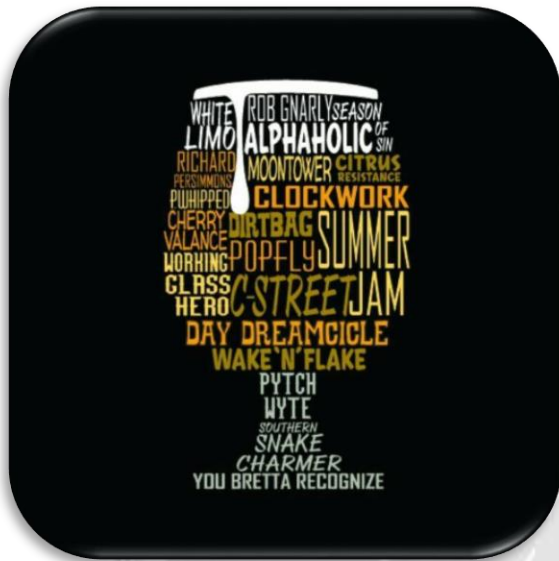 WHITE LIMO
ROB GNARLY
SEASON OF SIN
ALPHAHOLIC
RICHARD PERSIMMONS
MOONTOWER
CITRUS RESISTANCE
PWHIPPED
CLOCKWORK
CHERRY VALANCE
DIRTBAG
SUMMER JAM
POPFLY
WORKING CLASS HERO
C-STREET
DAY DREAMCICLE
WAKE 'N' FLAKE
PYTCH
WYTE
SOUTHERN
SNAKE
CHARMER
YOU BRETTA RECOGNIZE